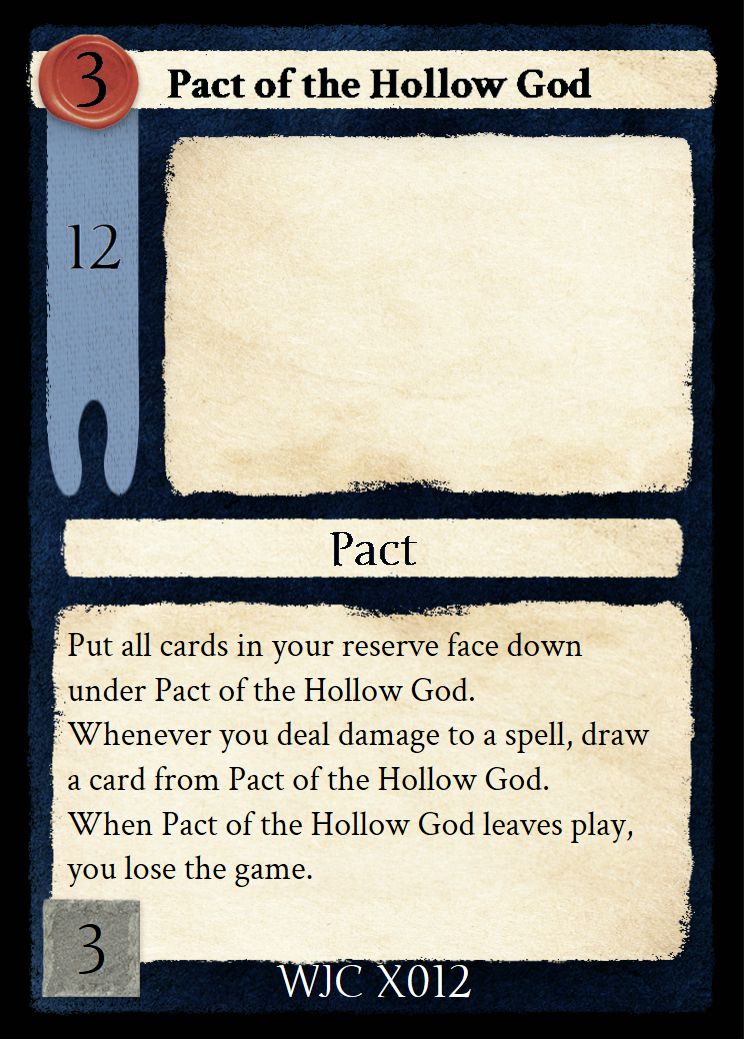 3
Pact of the Hollow God
12
Pact
Put all cards in your reserve face down
under Pact of the Hollow God.
Whenever you deal damage to a spell, draw
a card from Pact of the Hollow God.
When Pact of the Hollow God leaves play,
you lose the game.
3
WJC X012